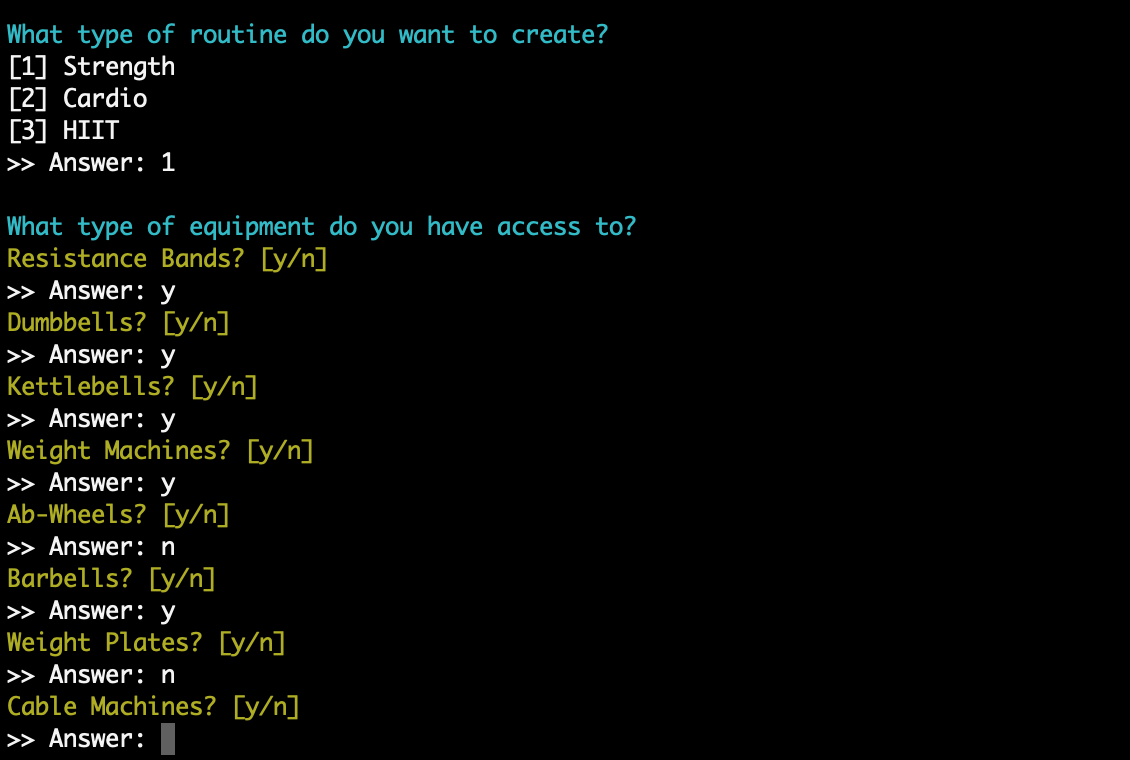 What type of routine do you want to create?
[1] Strength
[2] Cardio
[3] HIIT
>> Answer: 1
What type of equipment do you have access to?
Resistance Bands? [y/n]
>> Answer: y
Dumbbells? [y/n]
>> Answer: y
Kettlebells? [y/n]
>> Answer: y
Weight Machines? [y/n]
>> Answer: y
Ab-Wheels? [y/n]
>> Answer: n
Barbells? [y/n]
>> Answer: y
Weight Plates? [y/n]
>> Answer: n
Cable Machines? [y/n]
>> Answer: